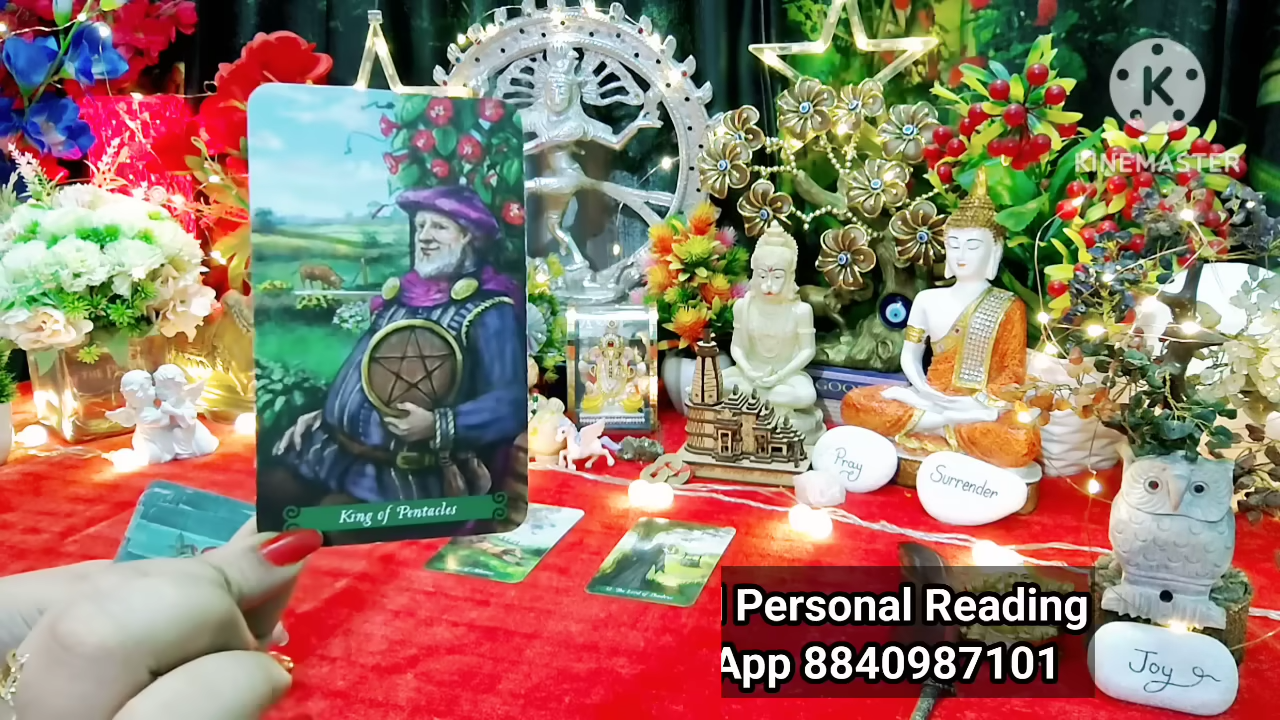 K
KINEMASTER
King of Pentacles
Pray
Surrender
Personal Reading
App 8840987101
Joy